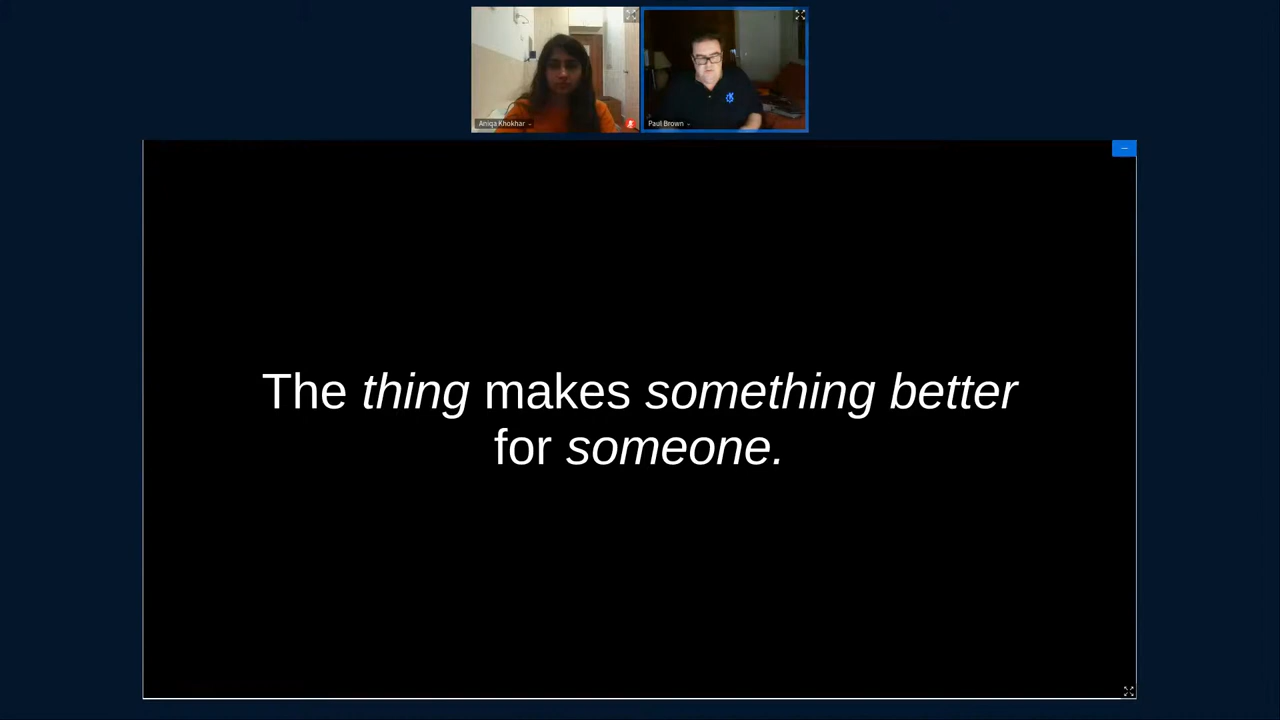 Aniqa Khokhar
Paul Brown
The thing makes something better
for someone.